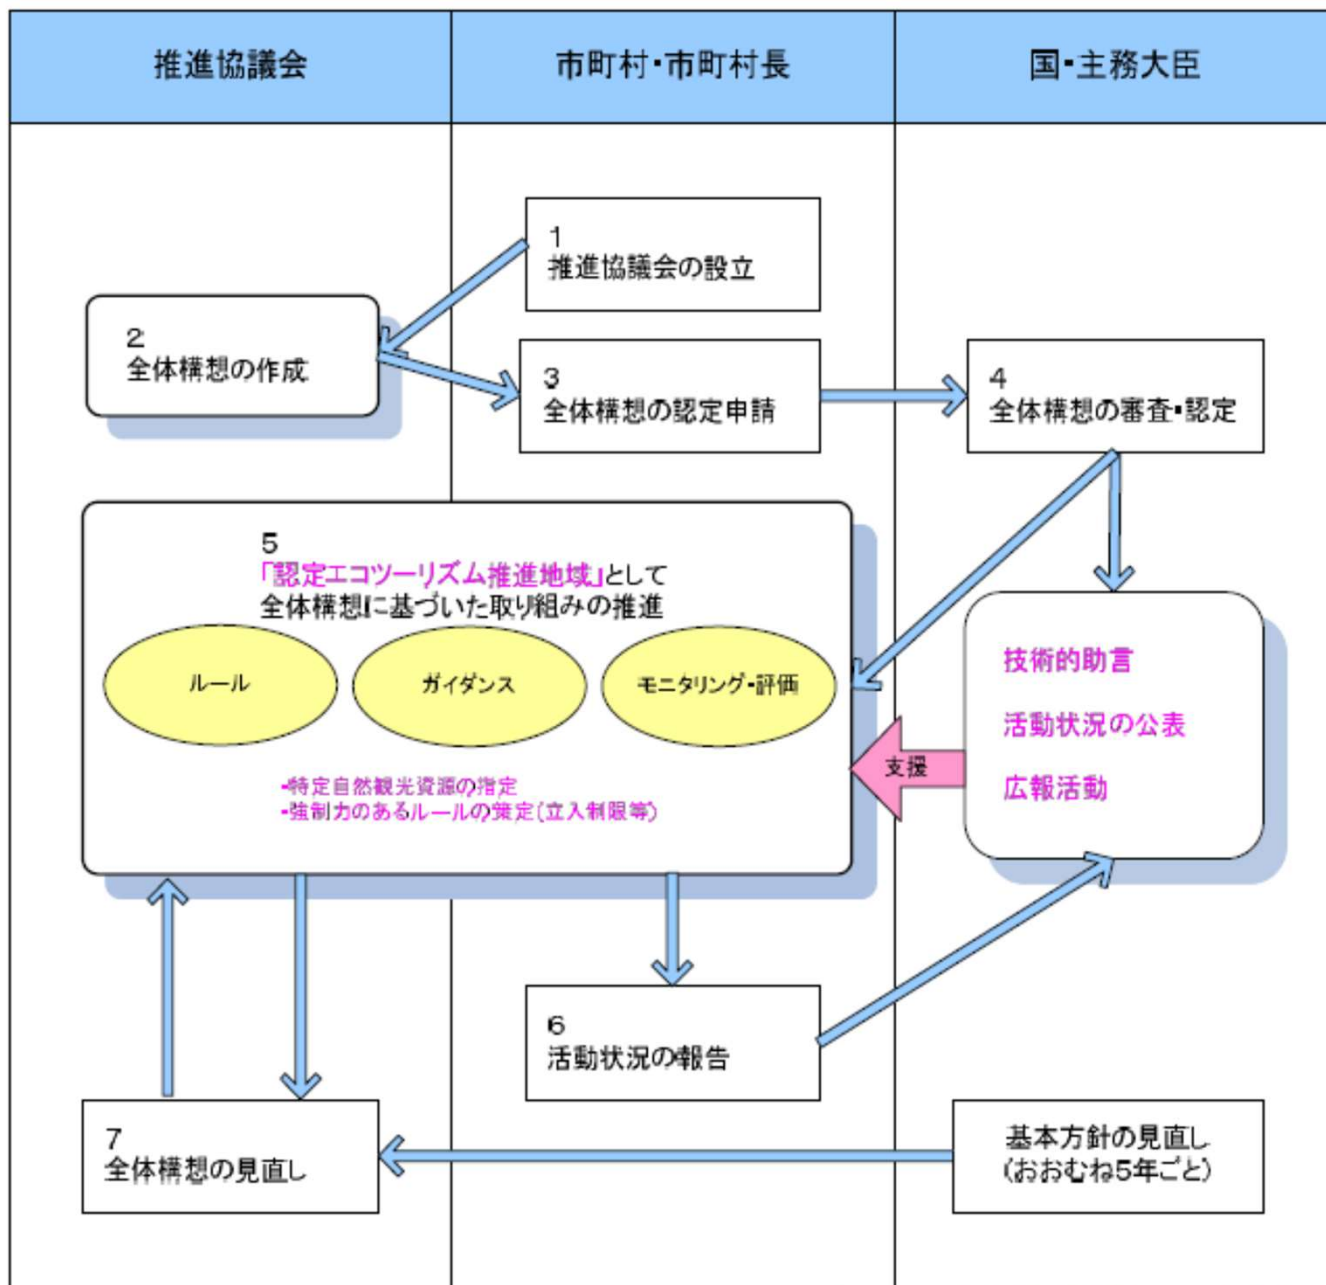 推進協議会
市町村・市町村長
国・主務大臣
1
推進協議会の設立
2
全体構想の作成
3
全体構想の認定申請
4
全体構想の審査・認定
5
「認定エコツーリズム推進地域」として
全体構想に基づいた取り組みの推進
ルール
ガイダンス
モニタリング・評価
-特定自然観光資源の指定
-強制力のあるルールの策定(立入制限等)
支援
技術的助言
活動状況の公表
広報活動
6
活動状況の報告
7
全体構想の見直し
基本方針の見直し
(おおむね5年ごと)